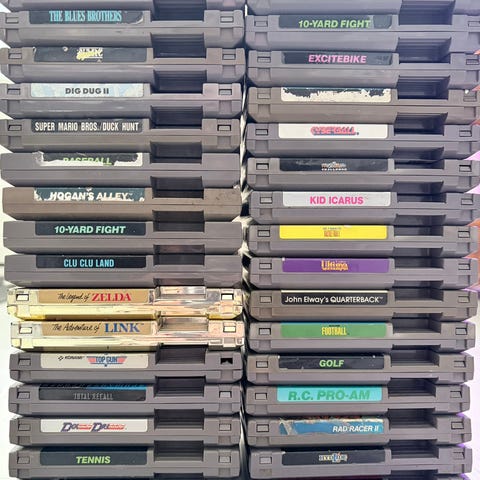 THE BLUES BROTHERS
DIG DUG II
SUPER MARIO BROS./DUCK HUNT
BASEBALL
HOGAN'S ALLEY
10-YARD FIGHT
CLU CLU LAND
The Legend of ZELDA
The Adventure of LINK
KONAMI TOP GUN
TOTAL RECALL
TENNIS
10-YARD FIGHT
EXCITEBIKE
CYBERBALL
KID ICARUS
Ultima
John Elway's QUARTERBACK
FOOTBALL
GOLF
R.C. PRO-AM
RAD RACER II